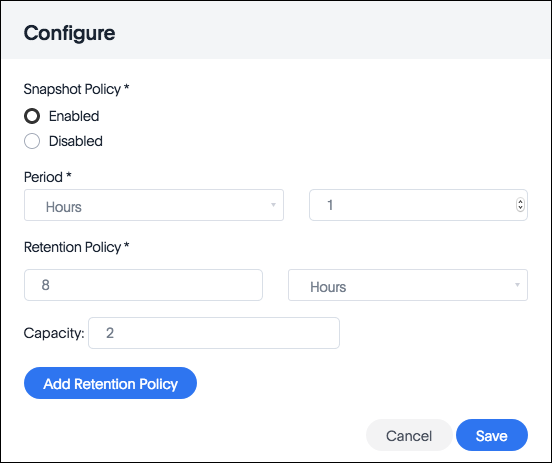 Configure
Snapshot Policy *
Enabled
Disabled
Period *
Hours 1
Retention Policy *
8 Hours
Capacity: 2
Add Retention Policy
Cancel Save